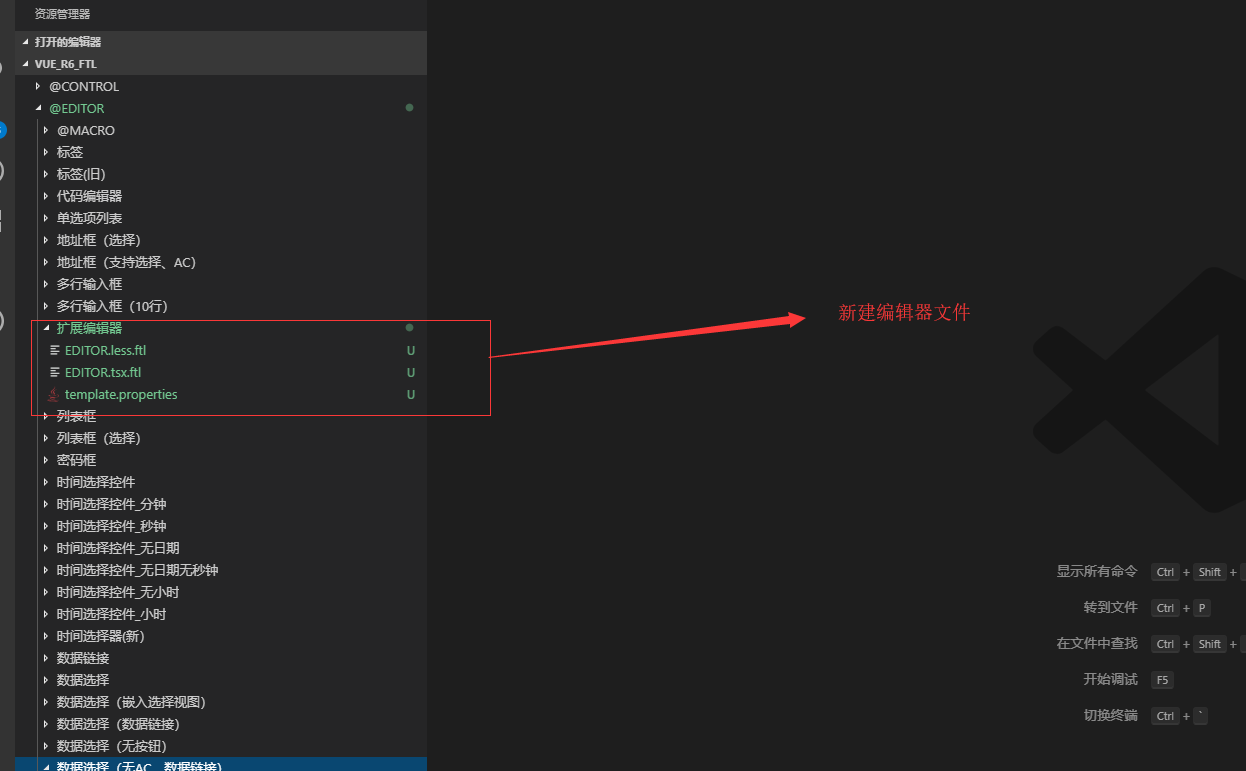 资源管理器
打开的编辑器
VUE_R6_FTL
@CONTROL
@EDITOR
@MACRO
标签
标签(旧)
代码编辑器
单选项列表
地址框（选择）
地址框（支持选择、AC）
多行输入框
多行输入框（10行）
扩展编辑器
EDITOR.less.ftl U
EDITOR.tsx.ftl U
template.properties U
列表框
列表框（选择）
密码框
时间选择控件
时间选择控件_分钟
时间选择控件_秒钟
时间选择控件_无日期
时间选择控件_无日期无秒钟
时间选择控件_无小时
时间选择控件_小时
时间选择器(新)
数据链接
数据选择
数据选择（嵌入选择视图）
数据选择（数据链接）
数据选择（无按钮）
数据选择（无AC、数据链接）
新建编辑器文件
显示所有命令 Ctrl + Shift +
转到文件 Ctrl + P
在文件中查找 Ctrl + Shift +
开始调试 F5
切换终端 Ctrl + `